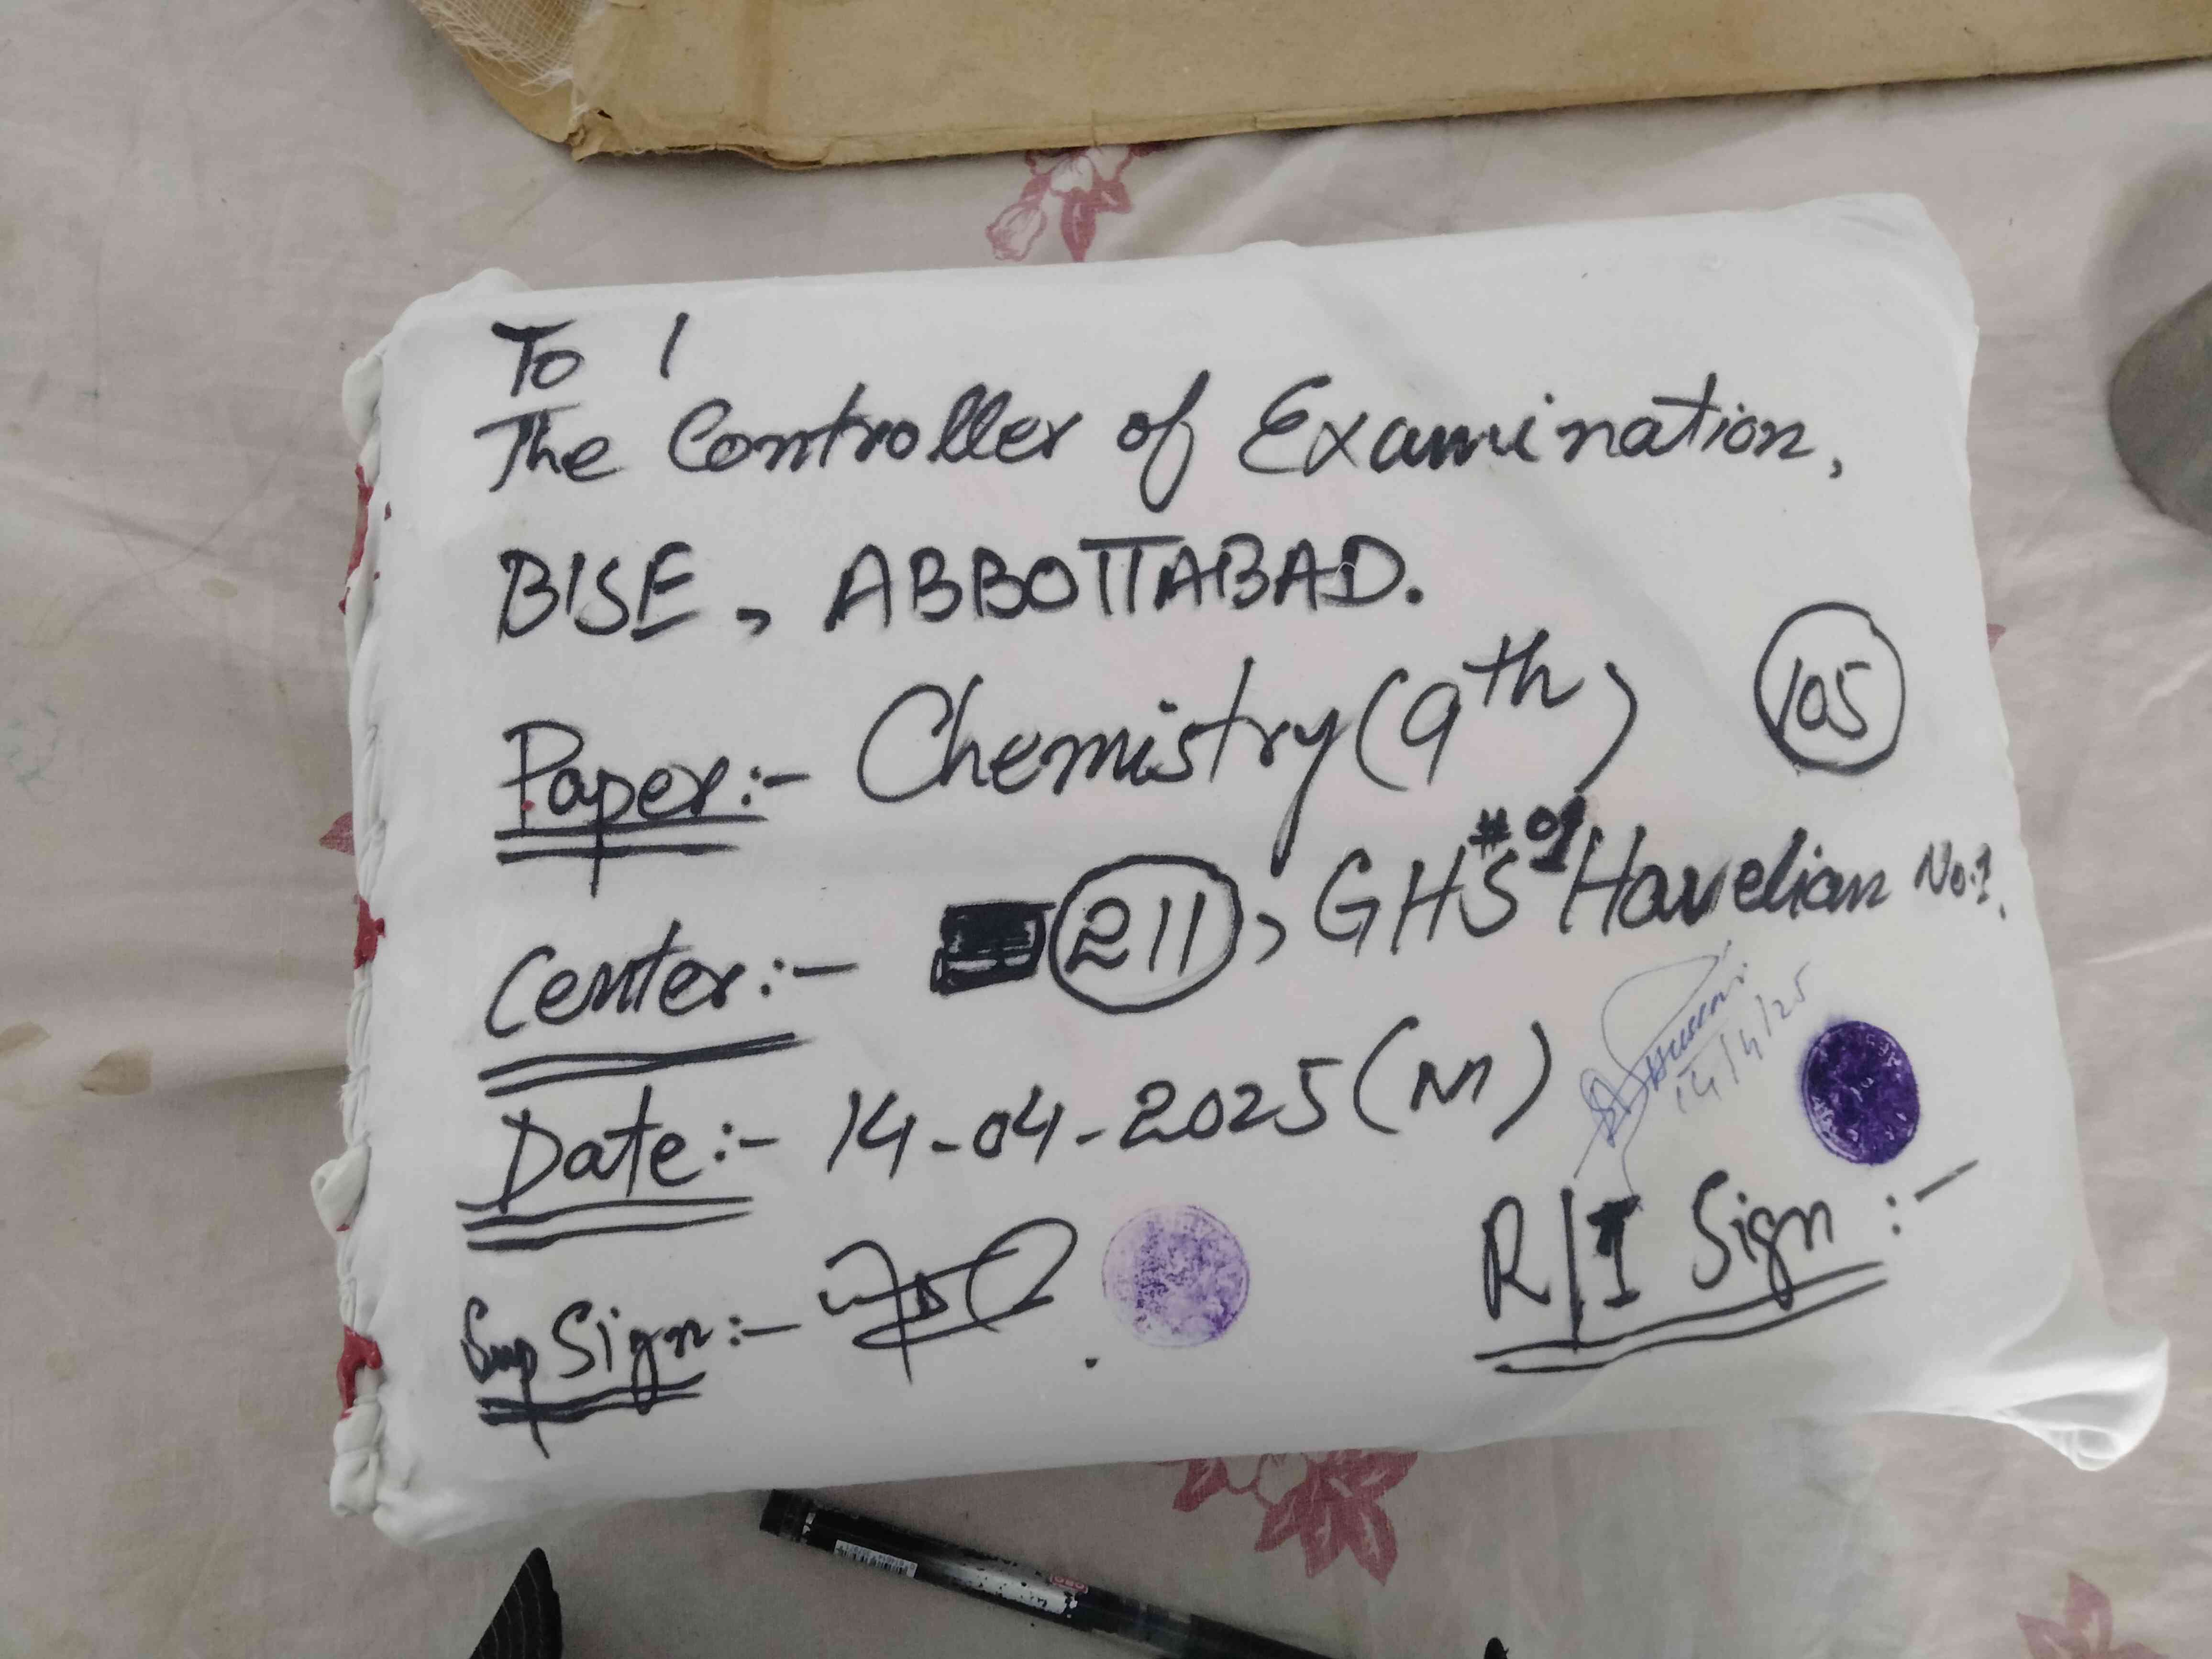 To /
The Controller of Examination,
BISE, ABBOTTABAD.
Paper:- Chemistry (9th)
105
Center:- 211, GHS #01 Havelian No.1.
14/4/25
Date:- 14-04-2025 (M)
Sup Sign:-
R/I Sign:-